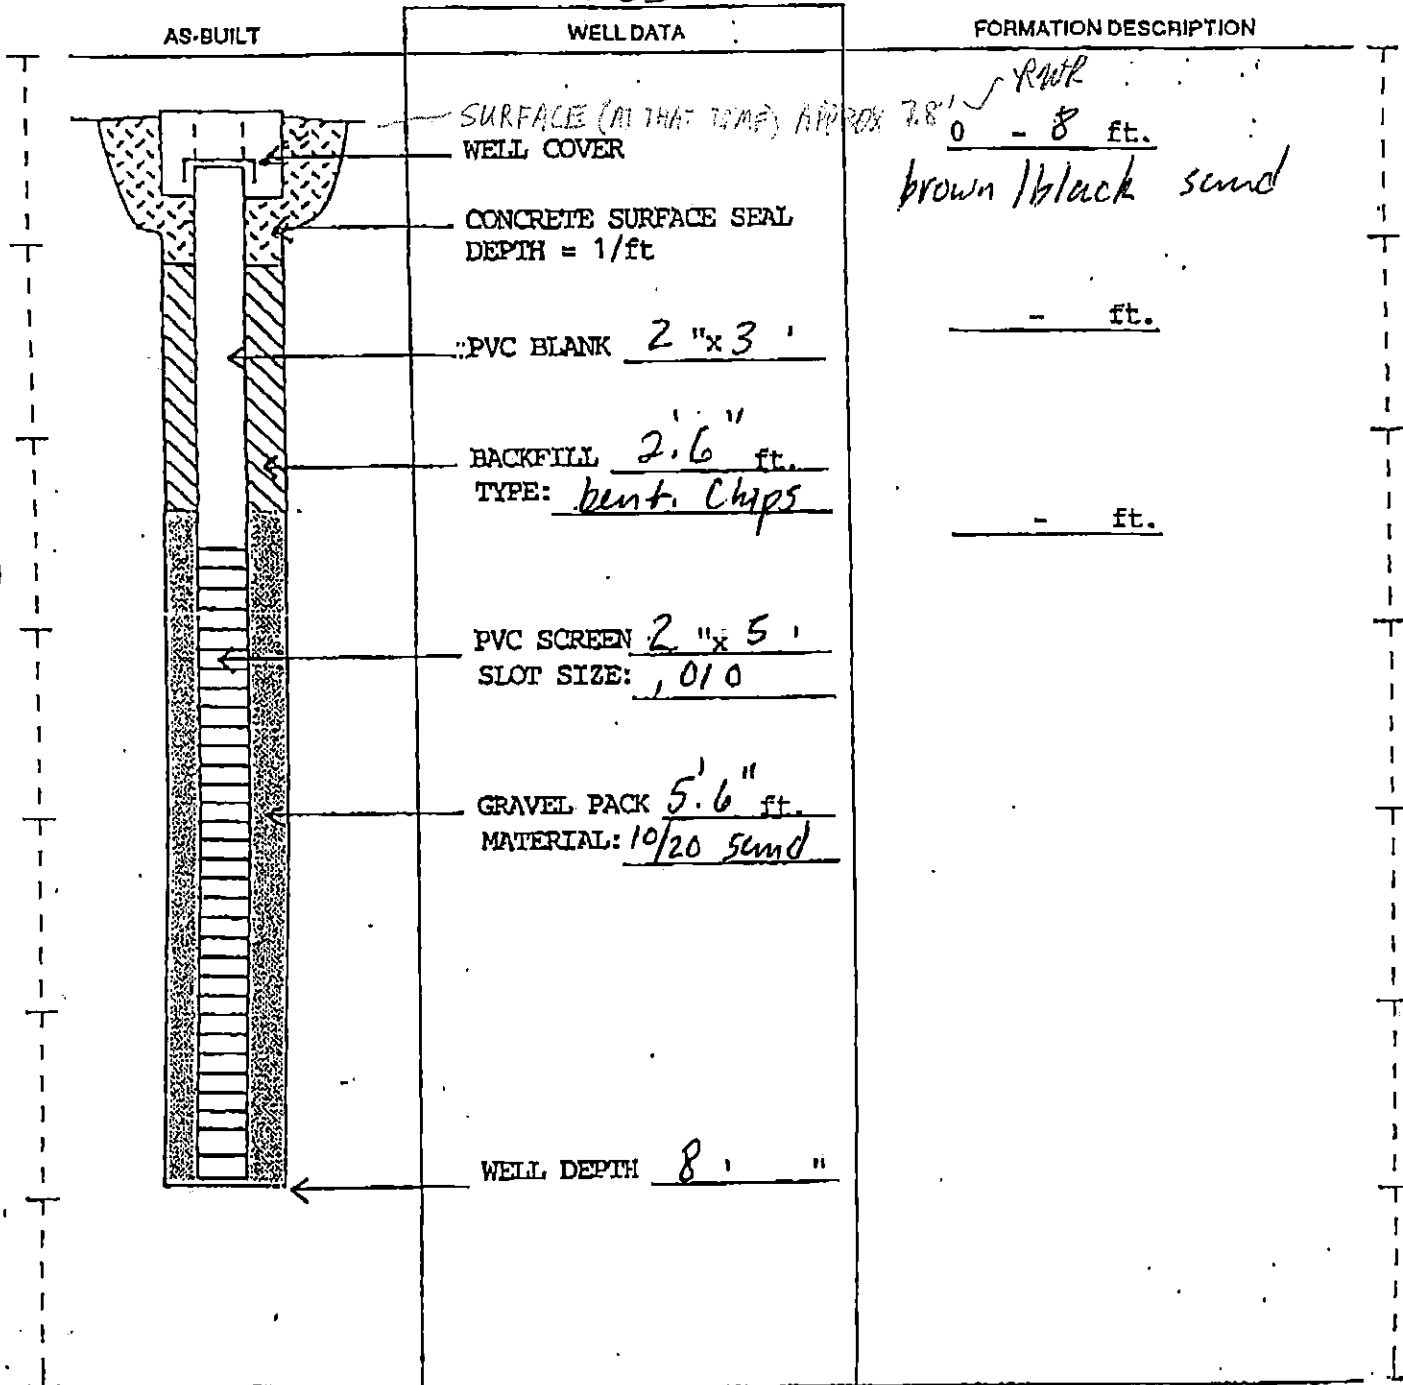 AS-BUILT
WELL DATA
FORMATION DESCRIPTION
RWR
SURFACE (AT THAT TIME) APPROX 7.8'
0 - 8 ft.
WELL COVER
brown / black sand
CONCRETE SURFACE SEAL
DEPTH = 1/ft
- ft.
PVC BLANK 2 "x 3 '
BACKFILL 2'.6" ft.
TYPE: bent. Chips
- ft.
PVC SCREEN 2 "x 5 '
SLOT SIZE: .010
GRAVEL PACK 5'.6" ft.
MATERIAL: 10/20 sand
WELL DEPTH 8 ' "